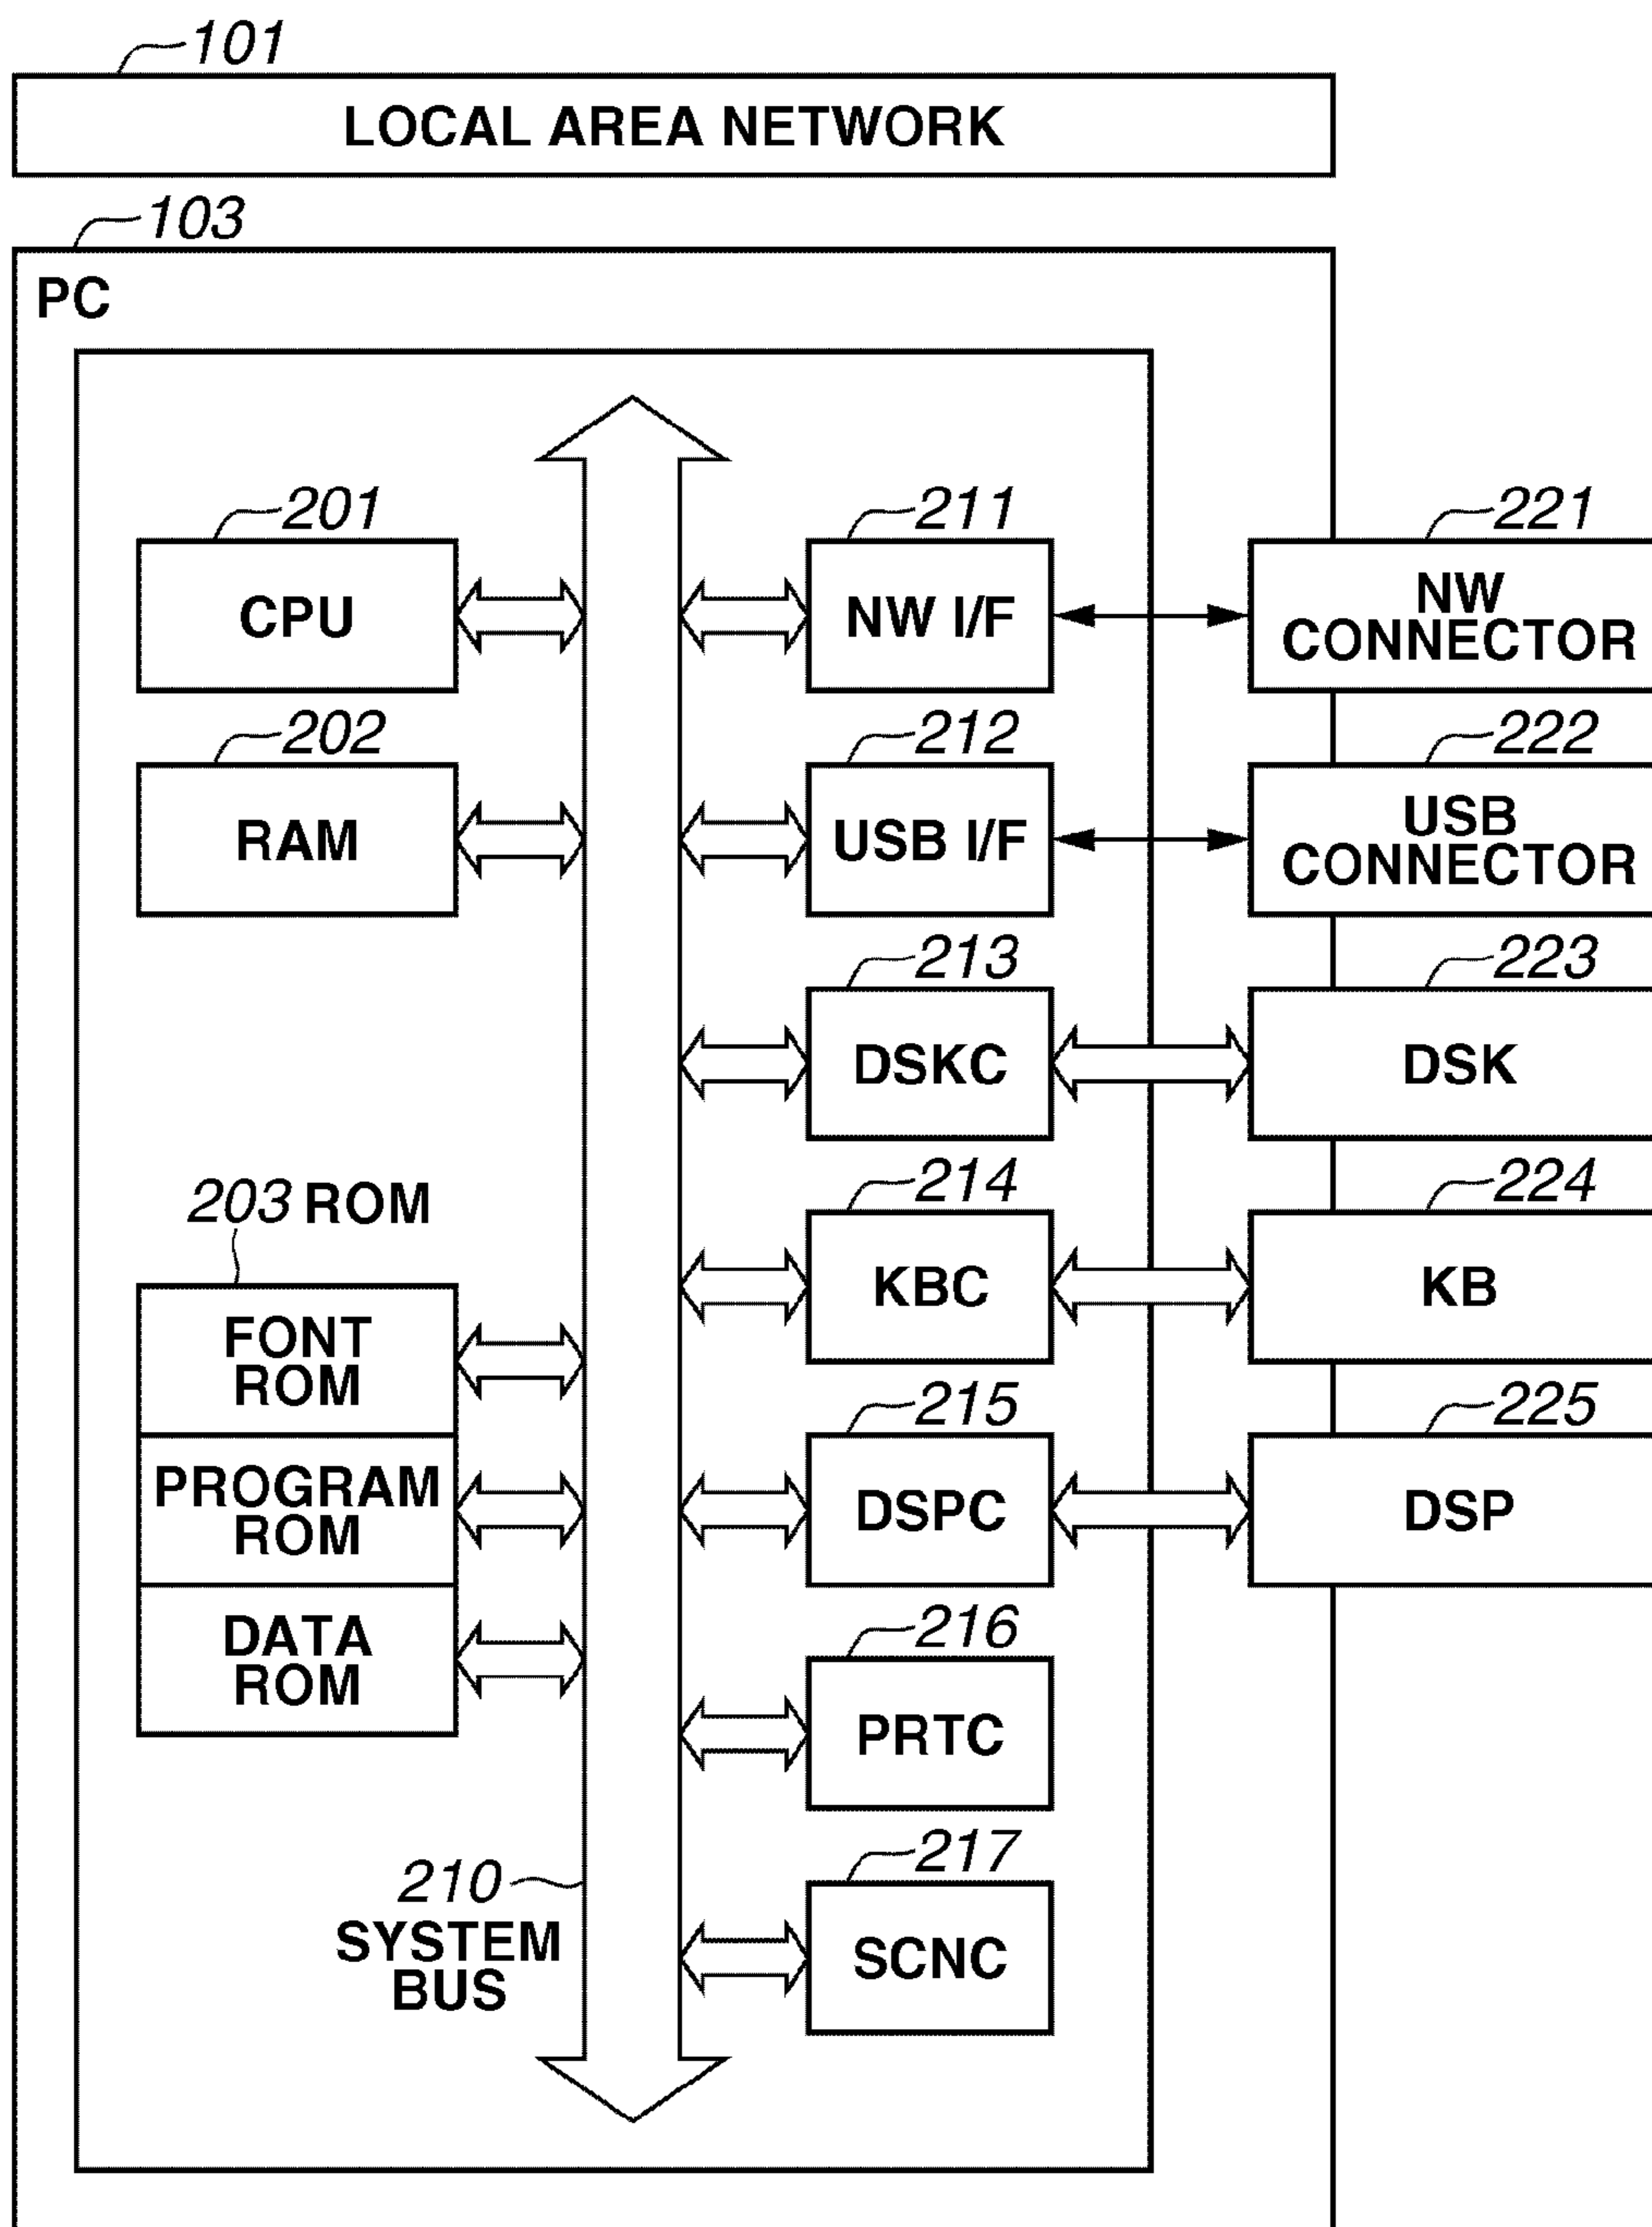 101
LOCAL AREA NETWORK
103
PC
201
CPU
211
NW I/F
221
NW
CONNECTOR
202
RAM
212
USB I/F
222
USB
CONNECTOR
213
DSKC
223
DSK
203 ROM
214
KBC
224
KB
FONT
ROM
215
DSPC
225
DSP
PROGRAM
ROM
DATA
ROM
216
PRTC
210
SYSTEM
BUS
217
SCNC